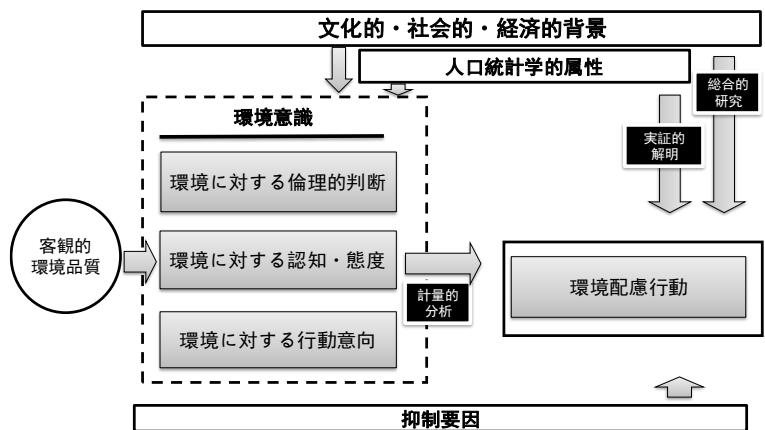 文化的・社会的・経済的背景
人口統計学的属性
総合的
研究
環境意識
実証的
解明
環境に対する倫理的判断
客観的
環境品質
環境に対する認知・態度
環境配慮行動
計量的
分析
環境に対する行動意向
抑制要因